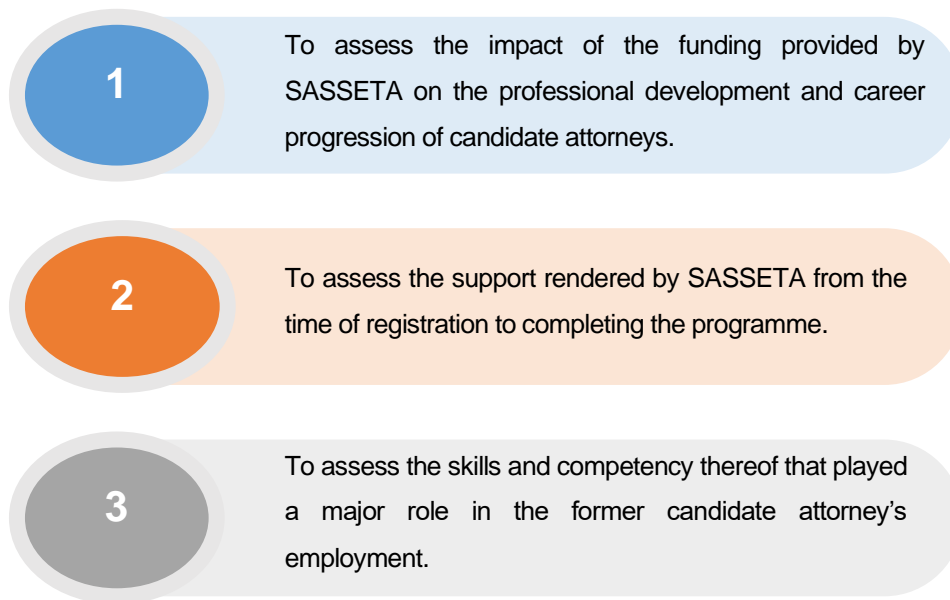 1
To assess the impact of the funding provided by
SASSETA on the professional development and career
progression of candidate attorneys.
2
To assess the support rendered by SASSETA from the
time of registration to completing the programme.
3
To assess the skills and competency thereof that played
a major role in the former candidate attorney’s
employment.